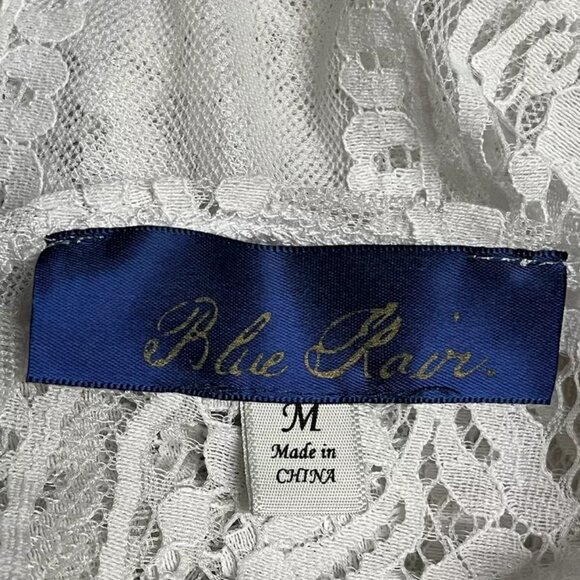 Blue Rain.
M
Made in
CHINA